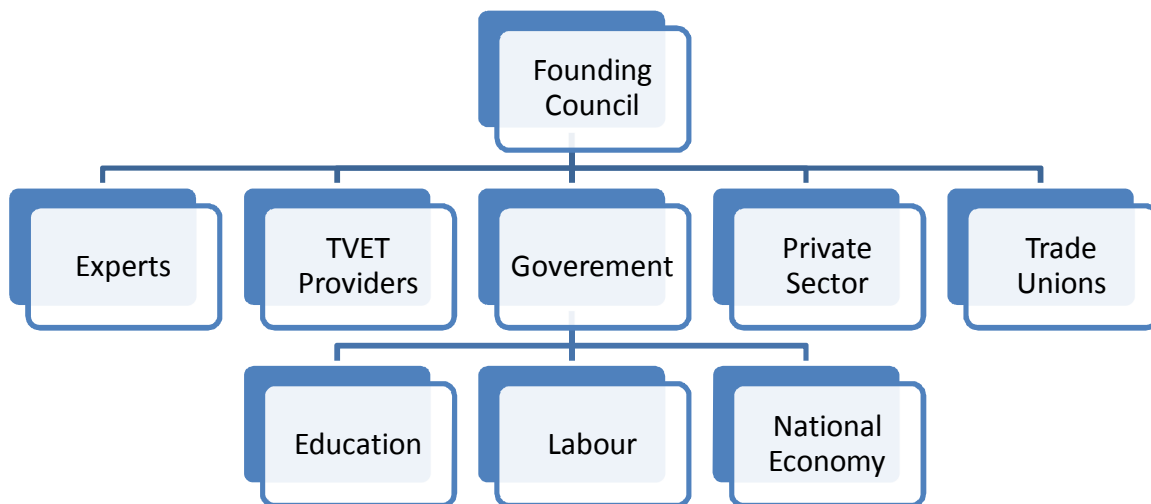 Founding
Council
Experts
TVET
Providers
Goverement
Private
Sector
Trade
Unions
Education
Labour
National
Economy